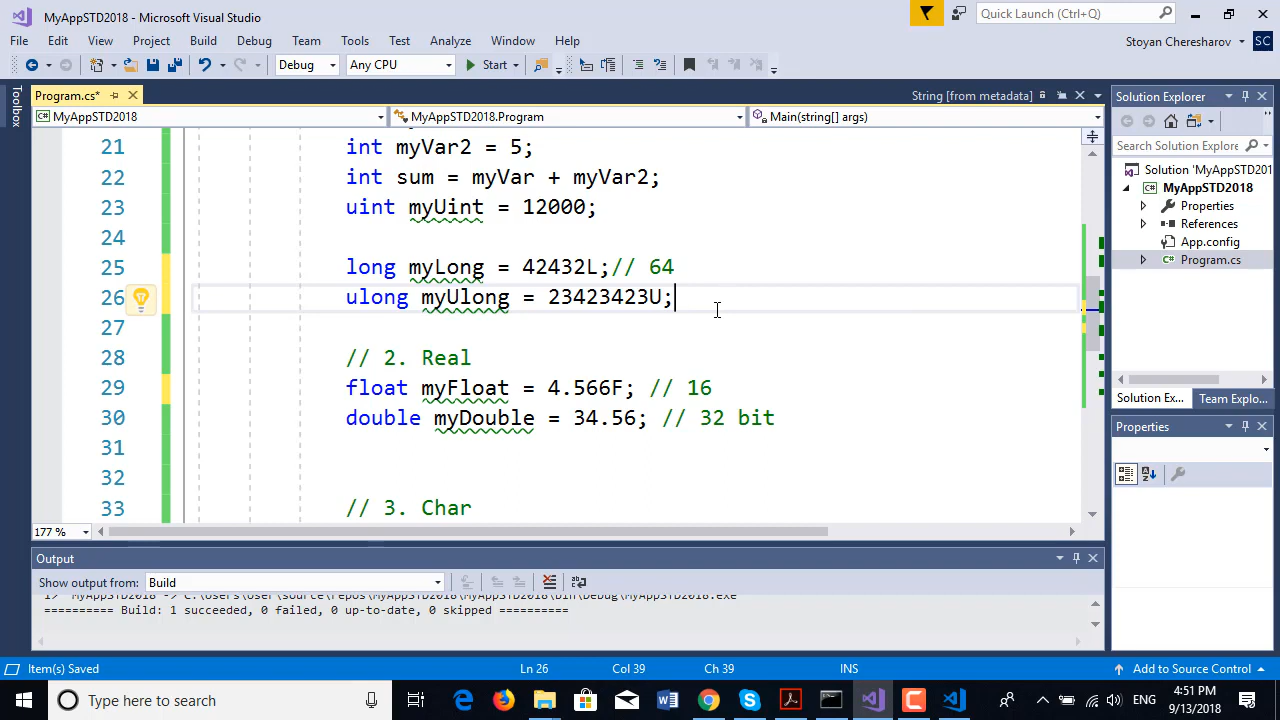 MyAppSTD2018 - Microsoft Visual Studio
Quick Launch (Ctrl+Q)
File Edit View Project Build Debug Team Tools Test Analyze Window Help
Stoyan Cheresharov SC
Debug Any CPU Start
Toolbox
Program.cs*
String [from metadata]
Solution Explorer
MyAppSTD2018 MyAppSTD2018.Program Main(string[] args)
Search Solution Explorer
Solution 'MyAppSTD201
MyAppSTD2018
Properties
References
App.config
Program.cs
21 int myVar2 = 5;
22 int sum = myVar + myVar2;
23 uint myUint = 12000;
24
25 long myLong = 42432L;// 64
26 ulong myUlong = 23423423U;
27
28 // 2. Real
29 float myFloat = 4.566F; // 16
30 double myDouble = 34.56; // 32 bit
31
32
33 // 3. Char
Solution Ex... Team Explo...
Properties
177 %
Output
Show output from: Build
1> MyAppSTD2018 -> C:\Users\User\source\repos\MyAppSTD2018\MyAppSTD2018\bin\Debug\MyAppSTD2018.exe
========== Build: 1 succeeded, 0 failed, 0 up-to-date, 0 skipped ==========
Item(s) Saved Ln 26 Col 39 Ch 39 INS Add to Source Control
Type here to search
ENG
4:51 PM
9/13/2018